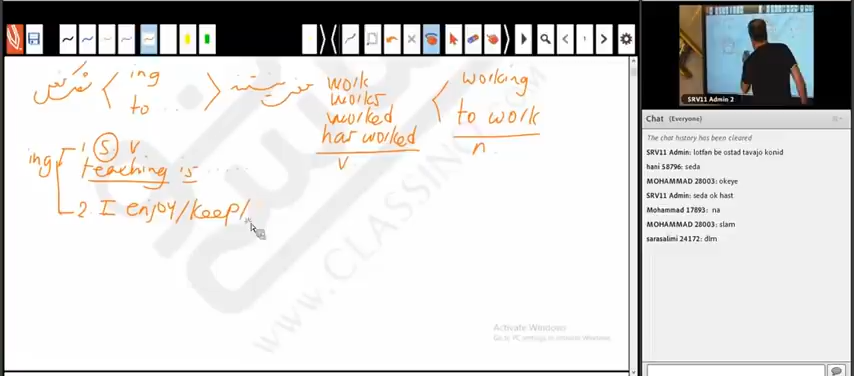 ing
to ...
work
works
worked
has worked
v
working
to work
n.
ing
1 S. V
teaching is .....
2. I enjoy/keep/
www.CLASSINO
Activate Windows
SRV11 Admin 2
Chat (Everyone)
The chat history has been cleared
SRV11 Admin: lotfan be ostad tavajo konid
hani 58796: seda
MOHAMMAD 28003: okeye
SRV11 Admin: seda ok hast
Mohammad 17893: na
MOHAMMAD 28003: slam
sarasalimi 24172: dlm